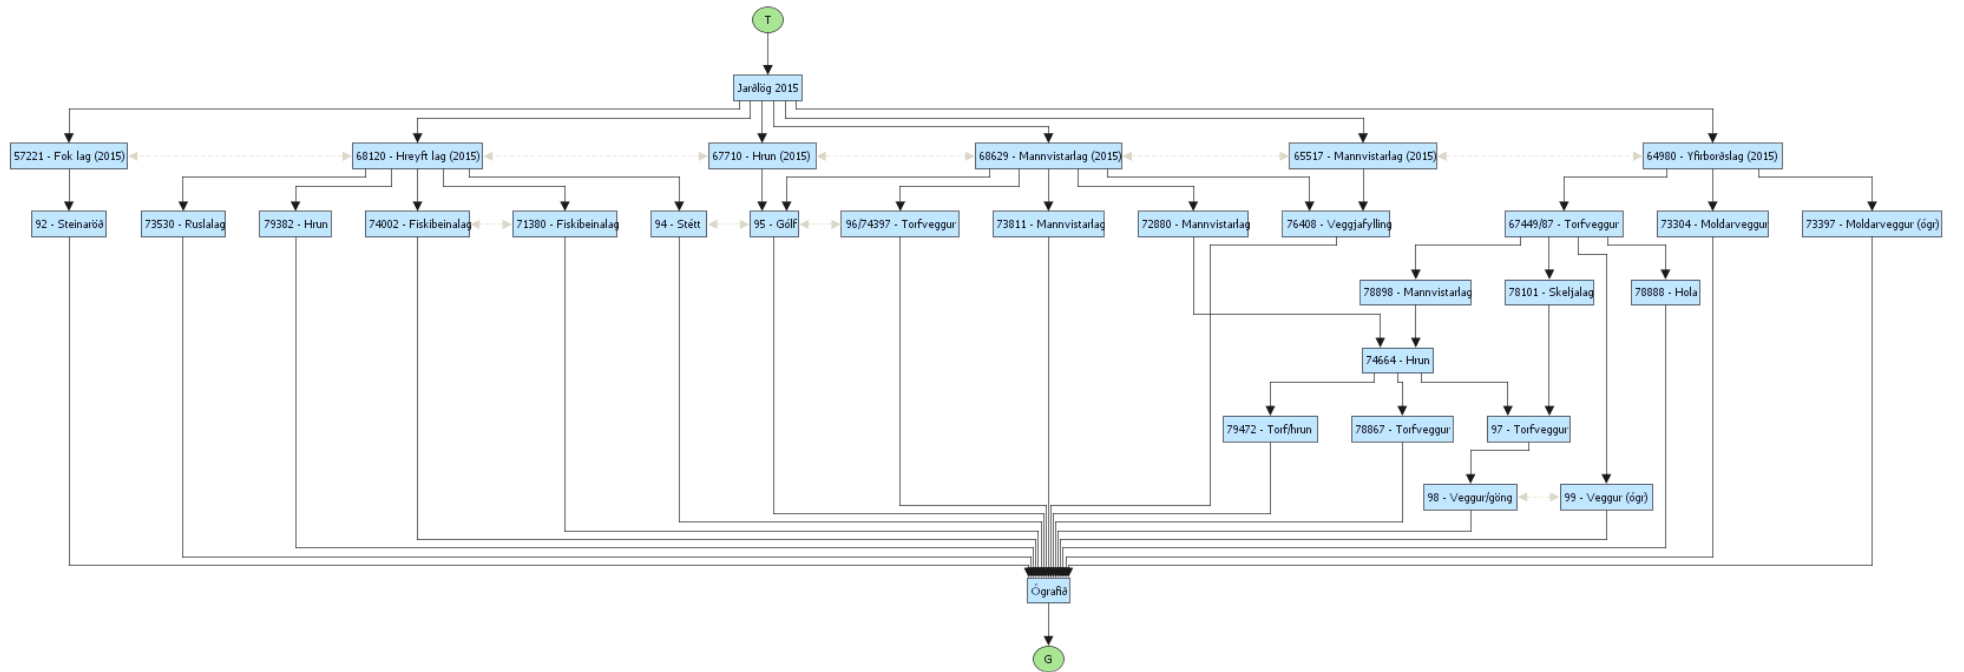 T
Jarðlög 2015
57221 - Fok lag (2015)
68120 - Hreyft lag (2015)
67710 - Hrun (2015)
68629 - Mannvistarlag (2015)
65517 - Mannvistarlag (2015)
64980 - Yfirborðslag (2015)
92 - Steinaröð
73530 - Ruslalag
79382 - Hrun
74002 - Fiskibeinalag
71380 - Fiskibeinalag
94 - Stétt
95 - Gólf
96/74397 - Torfveggur
73811 - Mannvistarlag
72880 - Mannvistarlag
76408 - Veggjafylling
67449/87 - Torfveggur
73304 - Moldarveggur
73397 - Moldarveggur (ógr)
78898 - Mannvistarlag
78101 - Skeljalag
78888 - Hola
74664 - Hrun
79472 - Torf/hrun
78867 - Torfveggur
97 - Torfveggur
98 - Veggur/göng
99 - Veggur (ógr)
Ógrafið
G